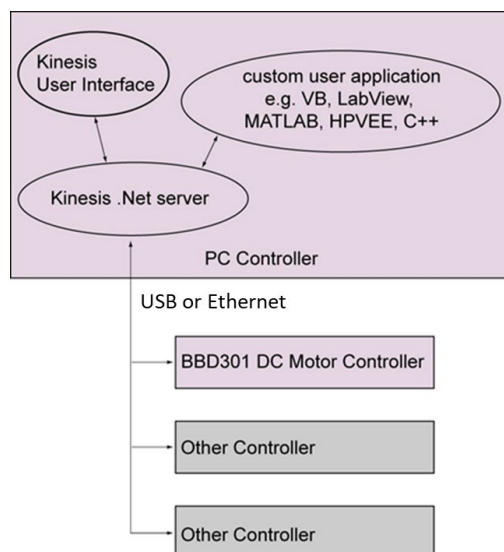 Kinesis
User Interface
custom user application
e.g. VB, LabView,
MATLAB, HPVEE, C++
Kinesis .Net server
PC Controller
USB or Ethernet
BBD301 DC Motor Controller
Other Controller
Other Controller